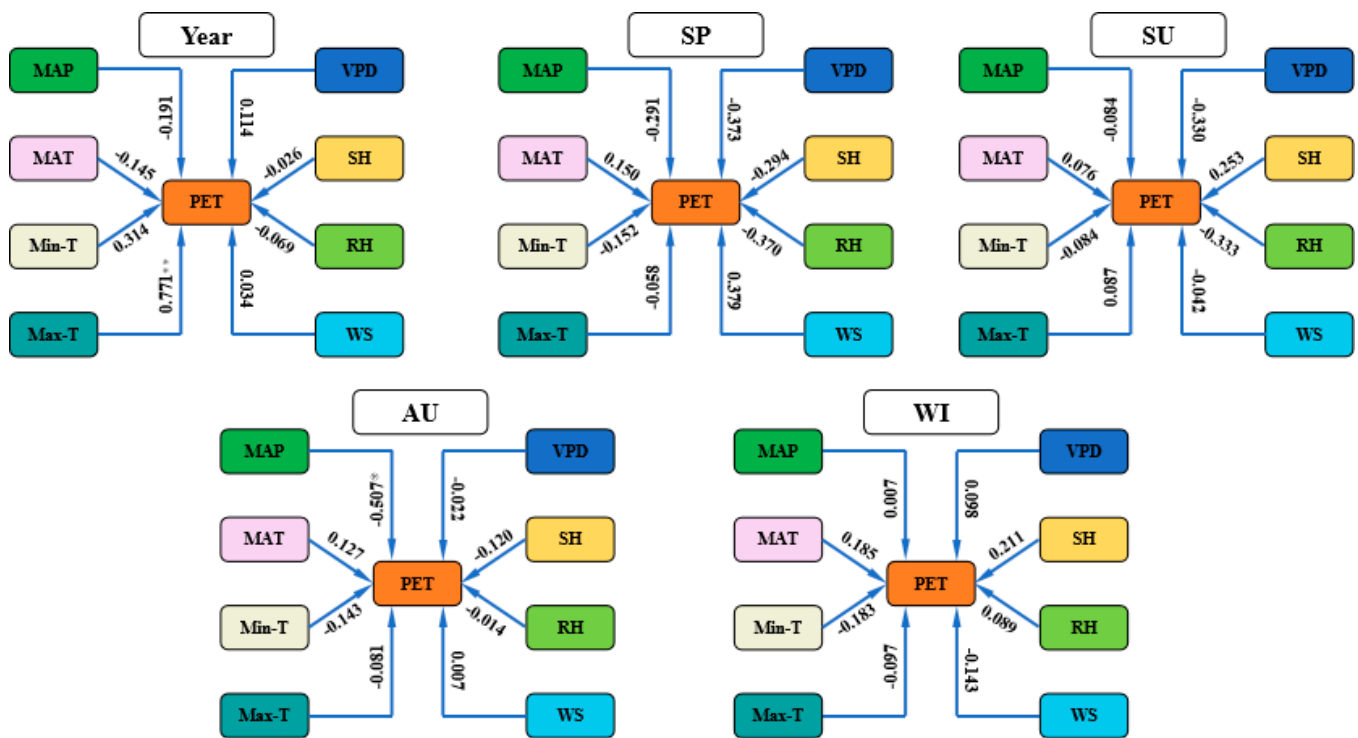 Year
MAP
VPD
-0.191
0.114
MAT
-0.145
-0.026
SH
PET
Min-T
0.314
-0.069
RH
0.771**
0.034
Max-T
WS
SP
MAP
VPD
-0.291
-0.373
MAT
0.150
-0.294
SH
PET
Min-T
-0.152
-0.370
RH
-0.058
0.379
Max-T
WS
SU
MAP
VPD
-0.084
-0.330
MAT
0.076
0.253
SH
PET
Min-T
-0.084
-0.333
RH
0.087
-0.042
Max-T
WS
AU
MAP
VPD
-0.507*
-0.022
MAT
0.127
-0.120
SH
PET
Min-T
-0.143
-0.014
RH
-0.081
0.007
Max-T
WS
WI
MAP
VPD
0.007
0.098
MAT
0.185
0.211
SH
PET
Min-T
-0.183
0.089
RH
-0.097
-0.143
Max-T
WS